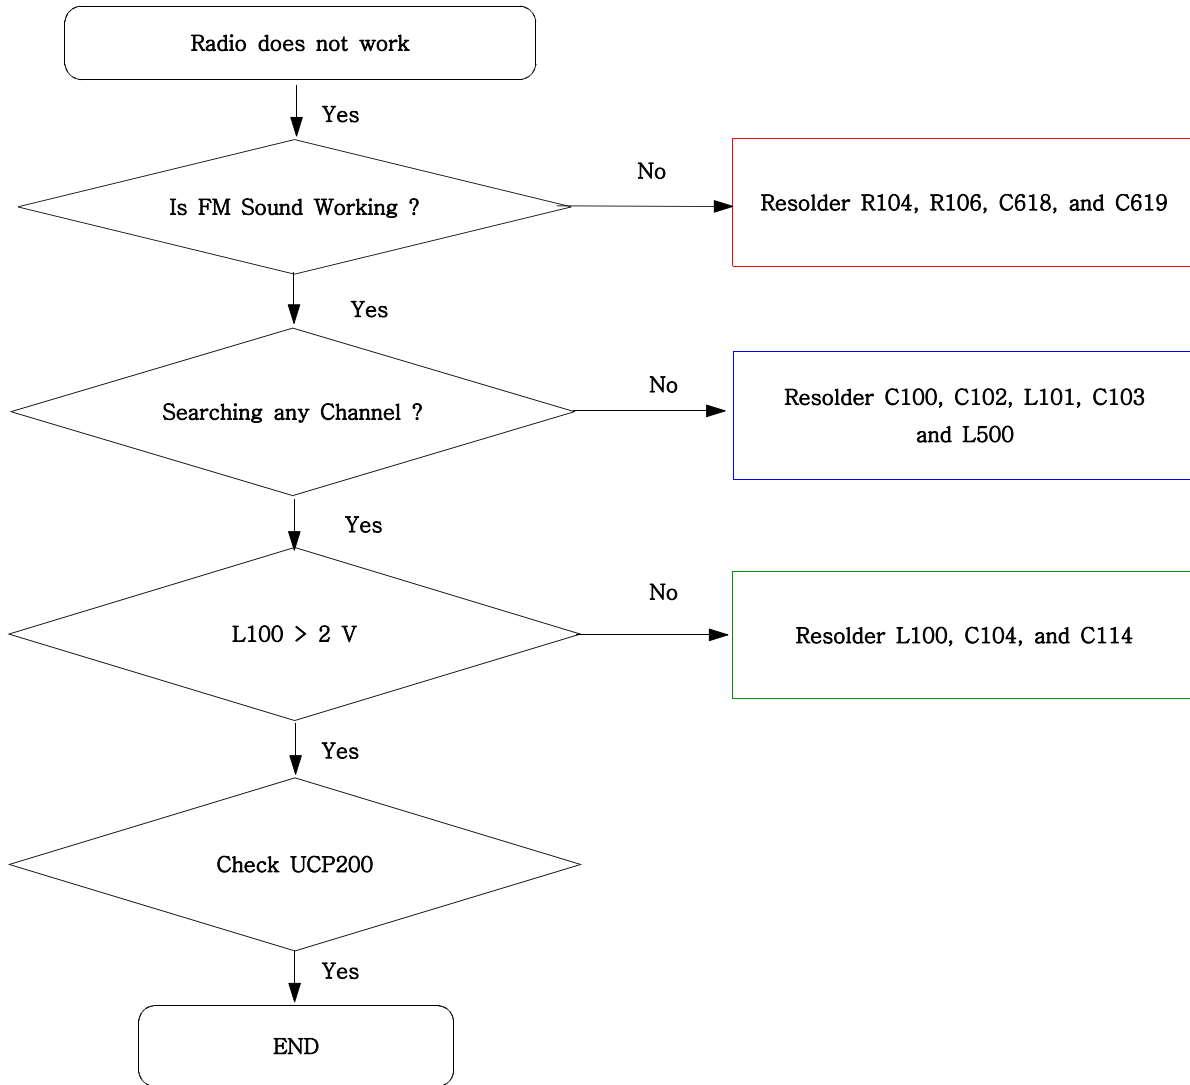 Radio does not work
Yes
Is FM Sound Working ?
No
Resolder R104, R106, C618, and C619
Yes
Searching any Channel ?
No
Resolder C100, C102, L101, C103
and L500
Yes
L100 > 2 V
No
Resolder L100, C104, and C114
Yes
Check UCP200
Yes
END